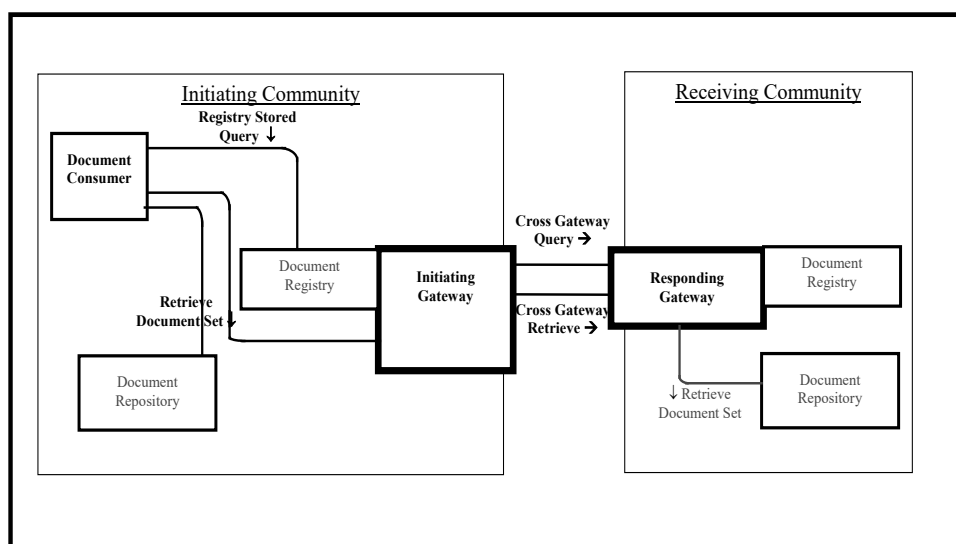 Initiating Community
Registry Stored
Query ↓
Document
Consumer
Document
Registry
Initiating
Gateway
Retrieve
Document Set ↓
Document
Repository
Cross Gateway
Query →
Cross Gateway
Retrieve →
Receiving Community
Responding
Gateway
Document
Registry
↓ Retrieve
Document Set
Document
Repository